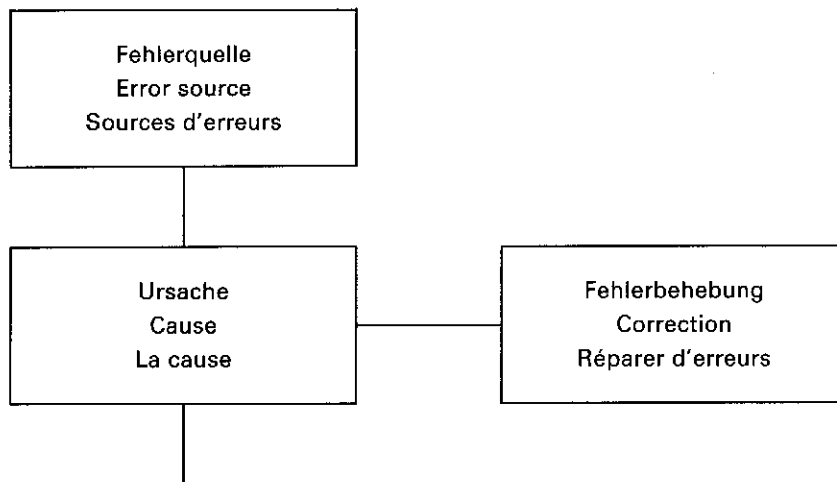 Fehlerquelle
Error source
Sources d'erreurs
Ursache
Cause
La cause
Fehlerbehebung
Correction
Réparer d'erreurs